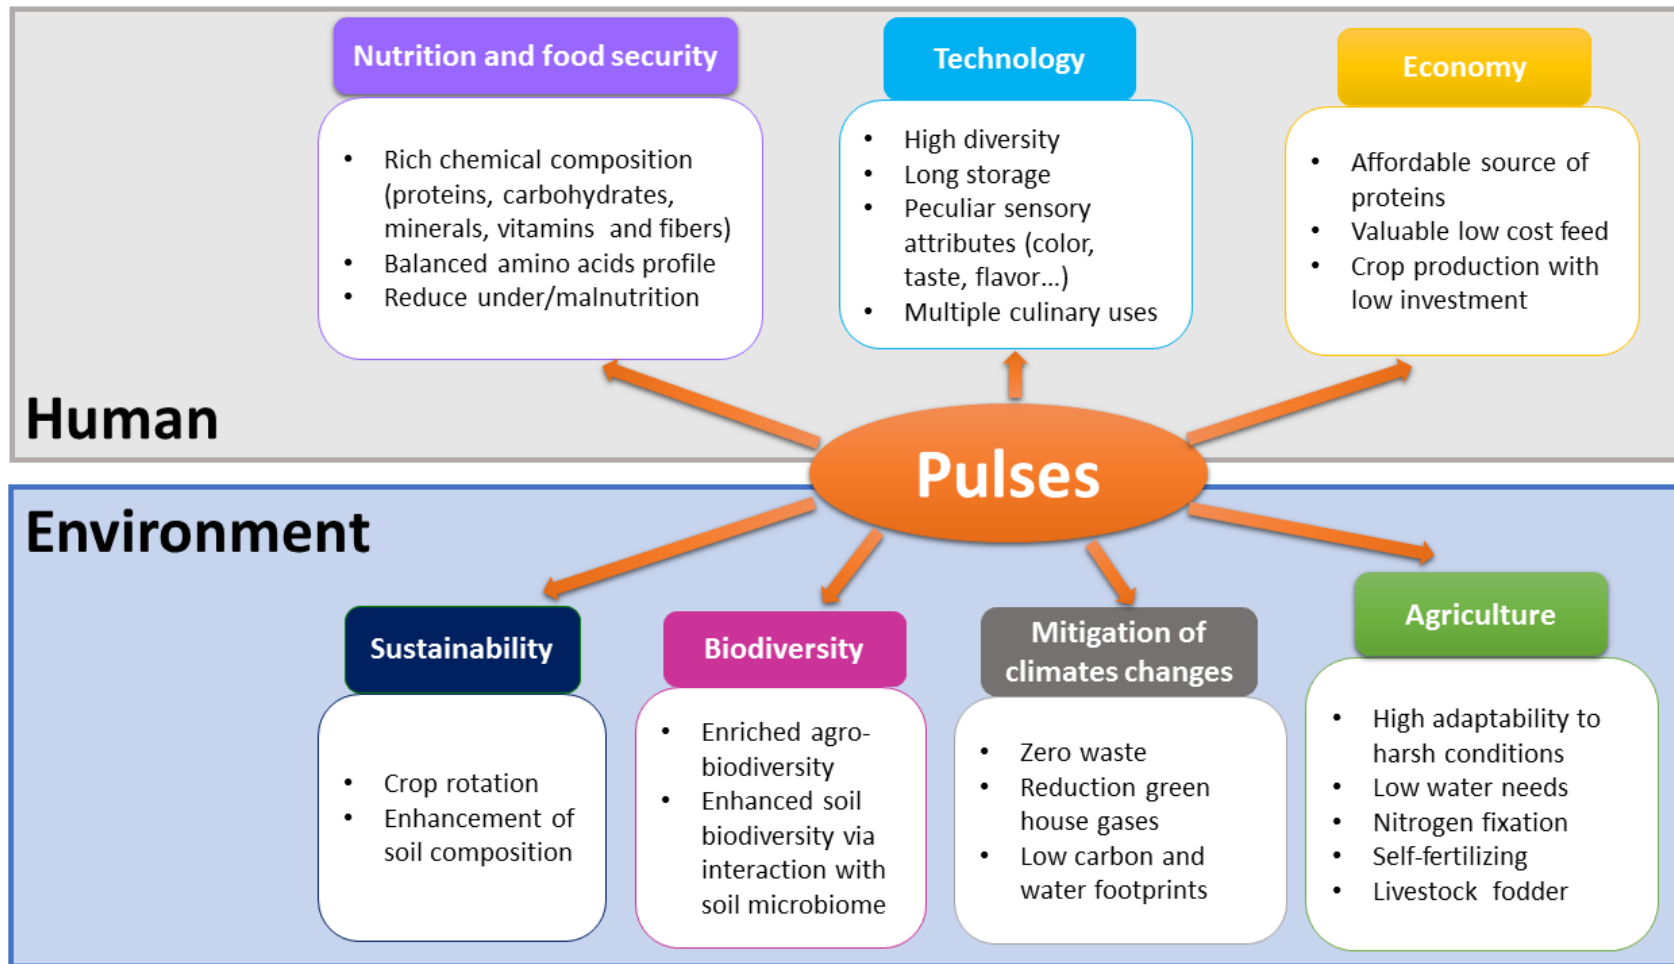 Nutrition and food security
• Rich chemical composition
(proteins, carbohydrates,
minerals, vitamins and fibers)
• Balanced amino acids profile
• Reduce under/malnutrition
Technology
• High diversity
• Long storage
• Peculiar sensory
attributes (color,
taste, flavor...)
• Multiple culinary uses
Economy
• Affordable source of
proteins
• Valuable low cost feed
• Crop production with
low investment
Human
Pulses
Environment
Sustainability
• Crop rotation
• Enhancement of
soil composition
Biodiversity
• Enriched agro-
biodiversity
• Enhanced soil
biodiversity via
interaction with
soil microbiome
Mitigation of
climates changes
• Zero waste
• Reduction green
house gases
• Low carbon and
water footprints
Agriculture
• High adaptability to
harsh conditions
• Low water needs
• Nitrogen fixation
• Self-fertilizing
• Livestock fodder